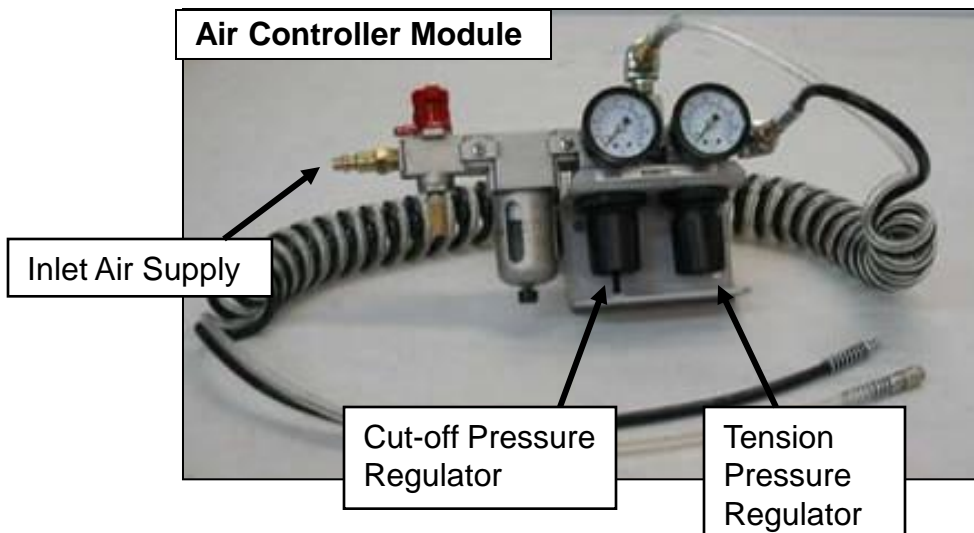 Air Controller Module
Inlet Air Supply
Cut-off Pressure
Regulator
Tension
Pressure
Regulator